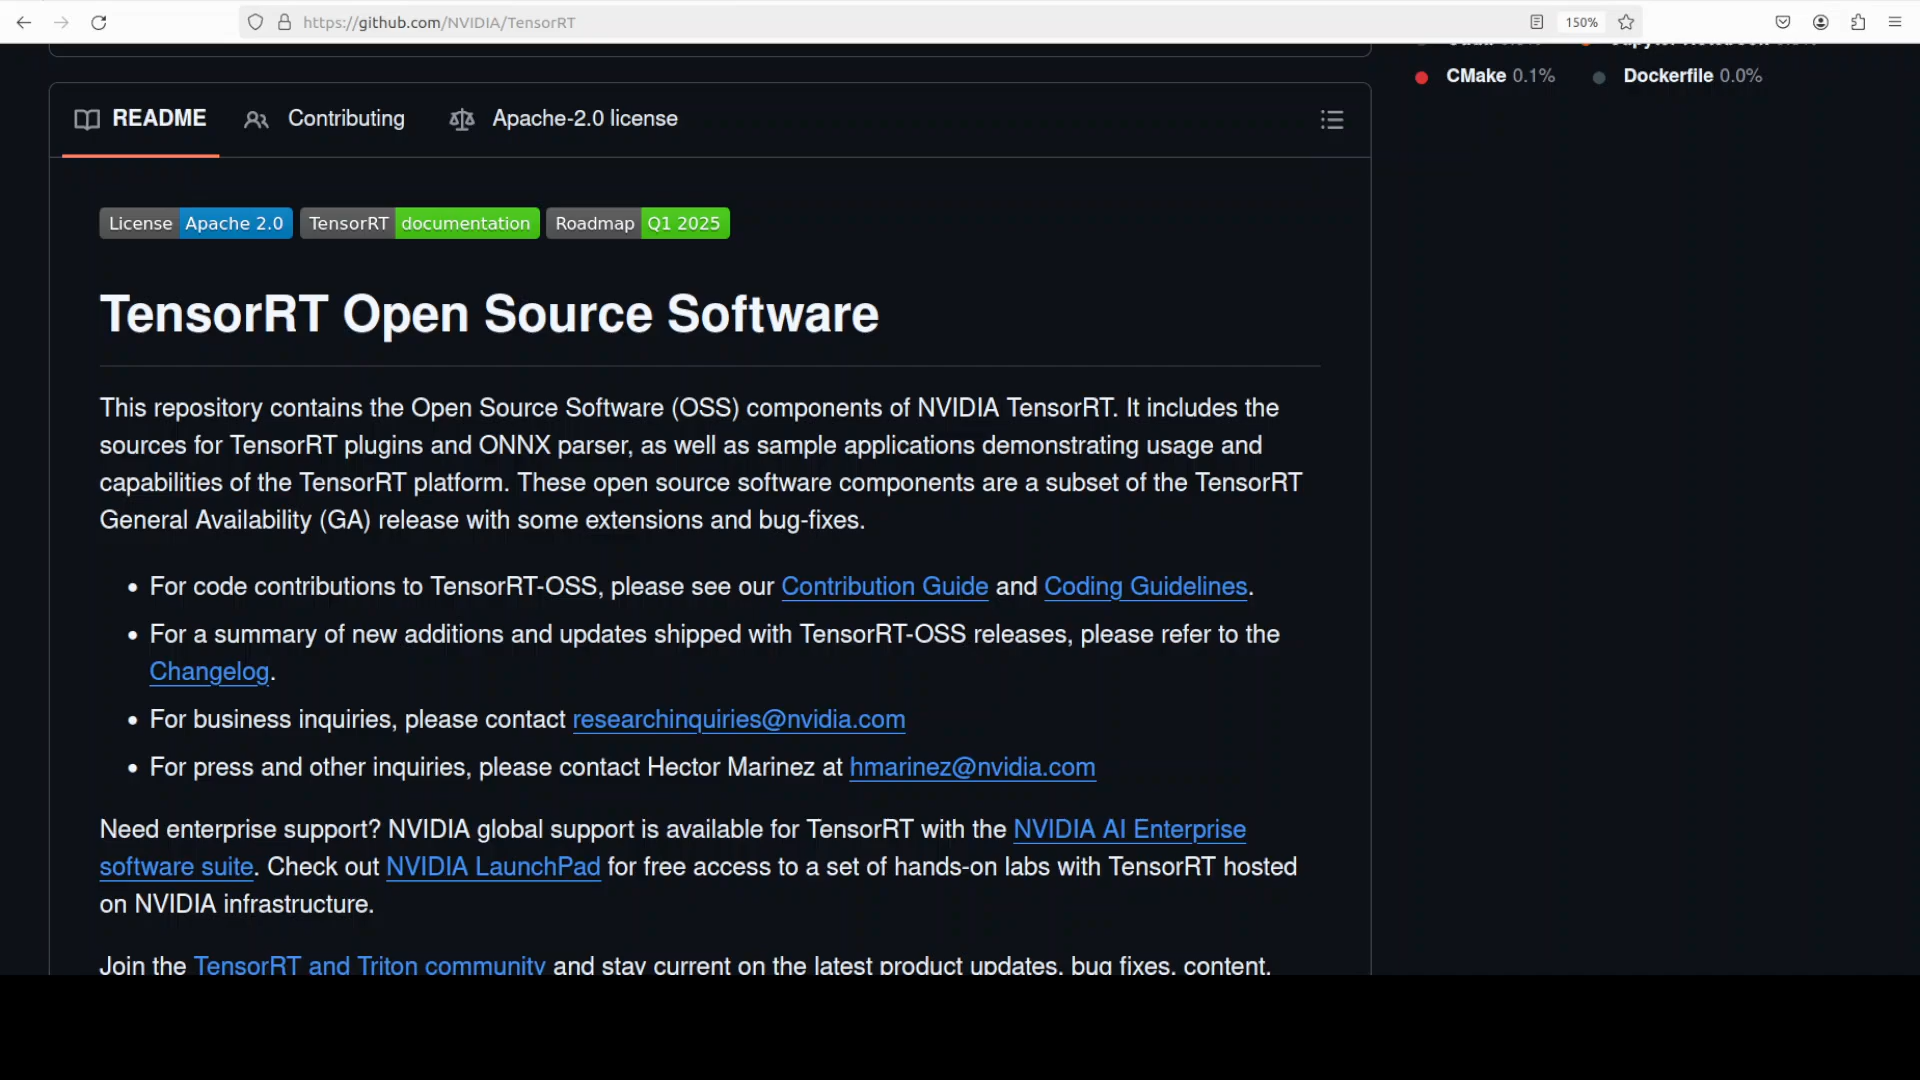 https://github.com/NVIDIA/TensorRT
150%
CMake 0.1%
Dockerfile 0.0%
README
Contributing
Apache-2.0 license
License Apache 2.0
TensorRT documentation
Roadmap Q1 2025
TensorRT Open Source Software
This repository contains the Open Source Software (OSS) components of NVIDIA TensorRT. It includes the
sources for TensorRT plugins and ONNX parser, as well as sample applications demonstrating usage and
capabilities of the TensorRT platform. These open source software components are a subset of the TensorRT
General Availability (GA) release with some extensions and bug-fixes.
• For code contributions to TensorRT-OSS, please see our Contribution Guide and Coding Guidelines.
• For a summary of new additions and updates shipped with TensorRT-OSS releases, please refer to the
Changelog.
• For business inquiries, please contact researchinquiries@nvidia.com
• For press and other inquiries, please contact Hector Marinez at hmarinez@nvidia.com
Need enterprise support? NVIDIA global support is available for TensorRT with the NVIDIA AI Enterprise
software suite. Check out NVIDIA LaunchPad for free access to a set of hands-on labs with TensorRT hosted
on NVIDIA infrastructure.
Join the TensorRT and Triton community and stay current on the latest product updates, bug fixes, content,